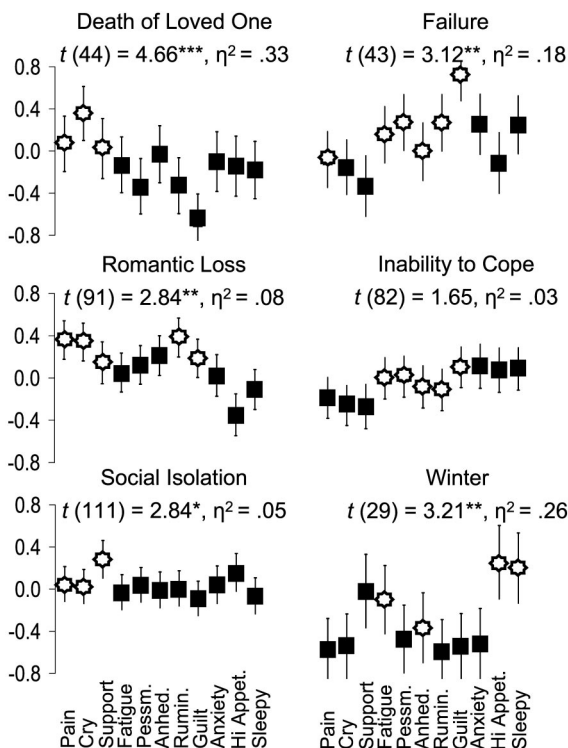 Death of Loved One
t (44) = 4.66***, η² = .33
0.8
0.4
0.0
-0.4
-0.8
Failure
t (43) = 3.12**, η² = .18
Romantic Loss
t (91) = 2.84**, η² = .08
0.8
0.4
0.0
-0.4
-0.8
Inability to Cope
t (82) = 1.65, η² = .03
Social Isolation
t (111) = 2.84*, η² = .05
0.8
0.4
0.0
-0.4
-0.8
Winter
t (29) = 3.21**, η² = .26
Pain
Cry
Support
Fatigue
Pessm.
Anhed.
Rumin.
Guilt
Anxiety
Hi Appet.
Sleepy
Pain
Cry
Support
Fatigue
Pessm.
Anhed.
Rumin.
Guilt
Anxiety
Hi Appet.
Sleepy